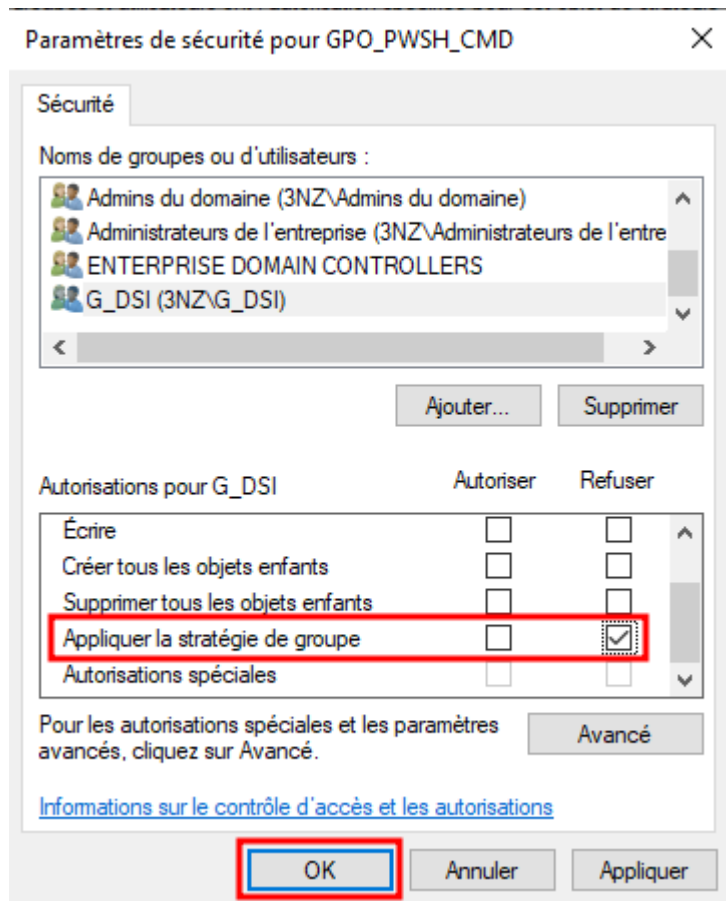 Paramètres de sécurité pour GPO_PWSH_CMD
Sécurité
Noms de groupes ou d'utilisateurs :
Admins du domaine (3NZ\Admins du domaine)
Administrateurs de l'entreprise (3NZ\Administrateurs de l'entre
ENTERPRISE DOMAIN CONTROLLERS
G_DSI (3NZ\G_DSI)
Ajouter... Supprimer
Autorisations pour G_DSI Autoriser Refuser
Écrire
Créer tous les objets enfants
Supprimer tous les objets enfants
Appliquer la stratégie de groupe
Autorisations spéciales
Pour les autorisations spéciales et les paramètres
avancés, cliquez sur Avancé.
Avancé
Informations sur le contrôle d'accès et les autorisations
OK Annuler Appliquer